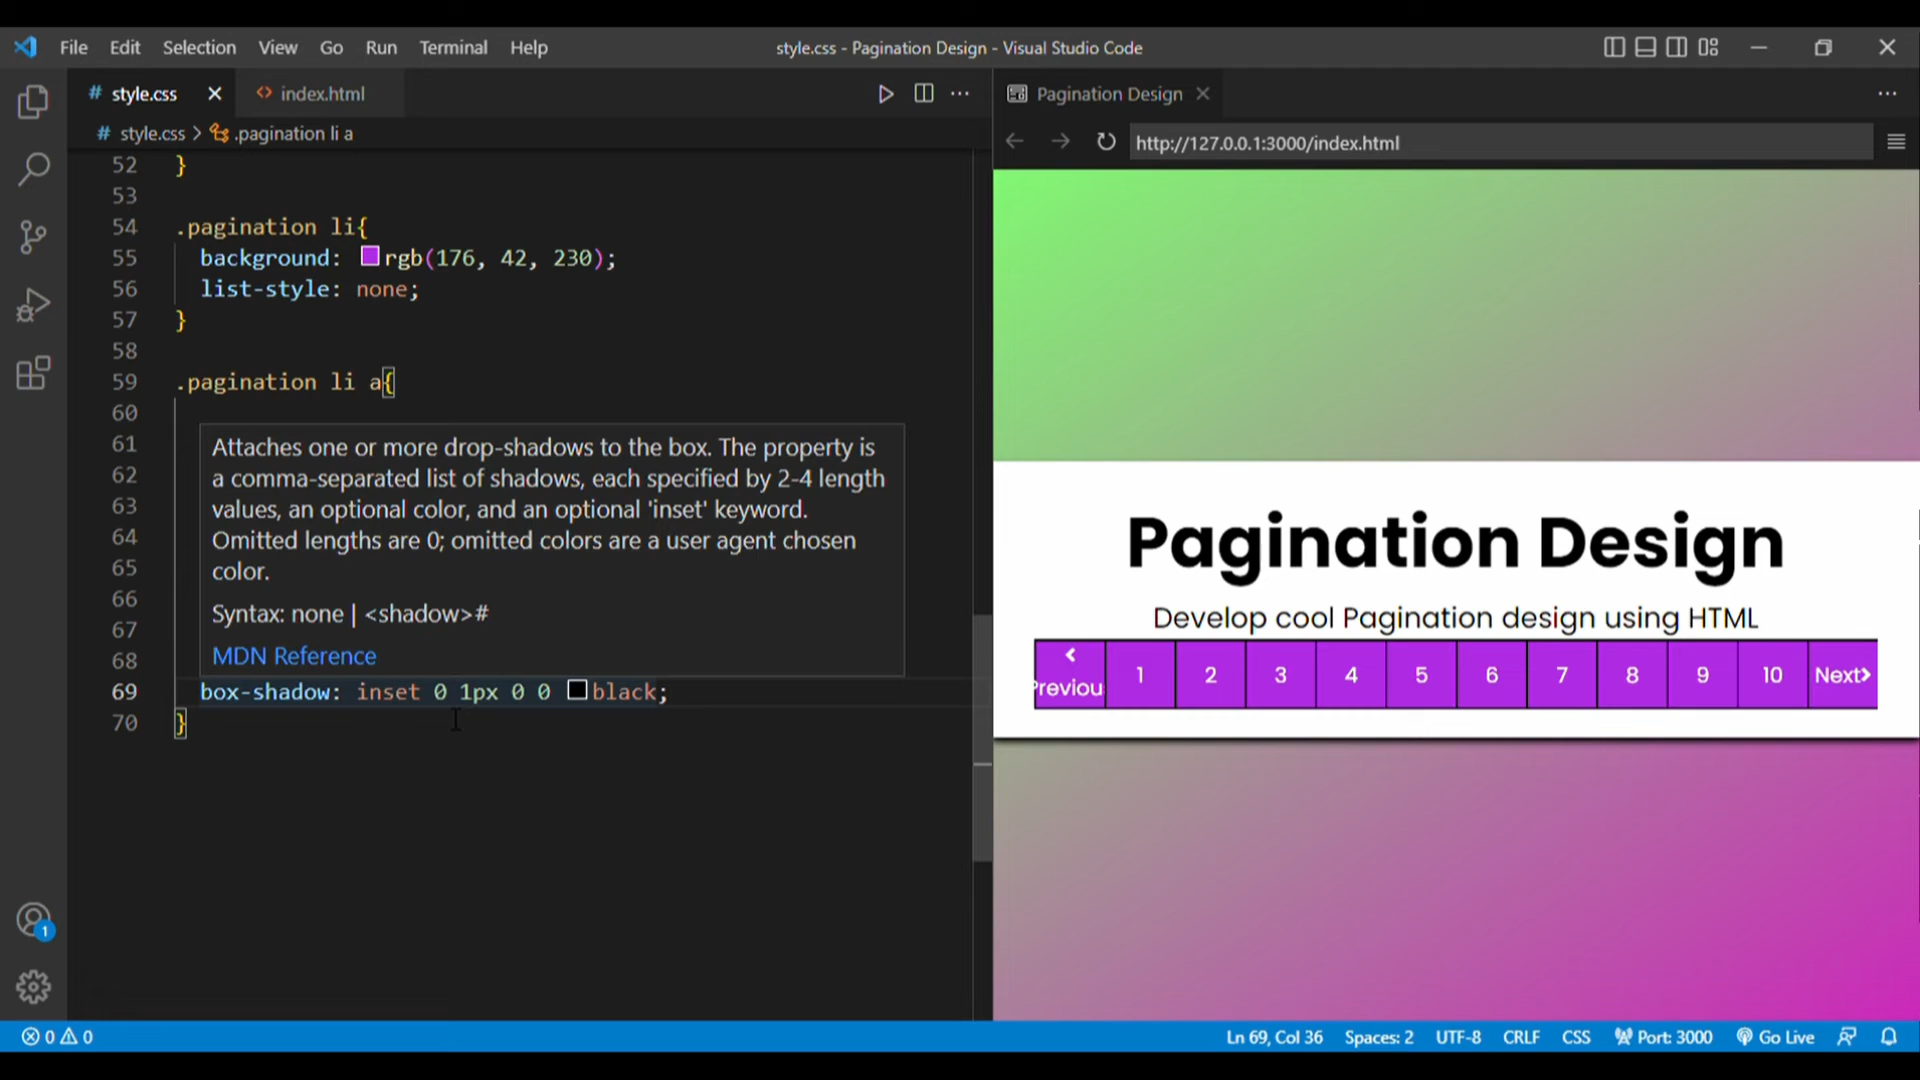 File Edit Selection View Go Run Terminal Help style.css - Pagination Design - Visual Studio Code
# style.css index.html
# style.css > .pagination li a
52 }
53
54 .pagination li{
55 background: rgb(176, 42, 230);
56 list-style: none;
57 }
58
59 .pagination li a{
60
61
62
63
64
65
66
67
68
Attaches one or more drop-shadows to the box. The property is
a comma-separated list of shadows, each specified by 2-4 length
values, an optional color, and an optional 'inset' keyword.
Omitted lengths are 0; omitted colors are a user agent chosen
color.
Syntax: none | <shadow>#
MDN Reference
69 box-shadow: inset 0 1px 0 0 black;
70 }
Pagination Design
http://127.0.0.1:3000/index.html
Pagination Design
Develop cool Pagination design using HTML
Previou 1 2 3 4 5 6 7 8 9 10 Next
1
0 0 Ln 69, Col 36 Spaces: 2 UTF-8 CRLF CSS Port: 3000 Go Live